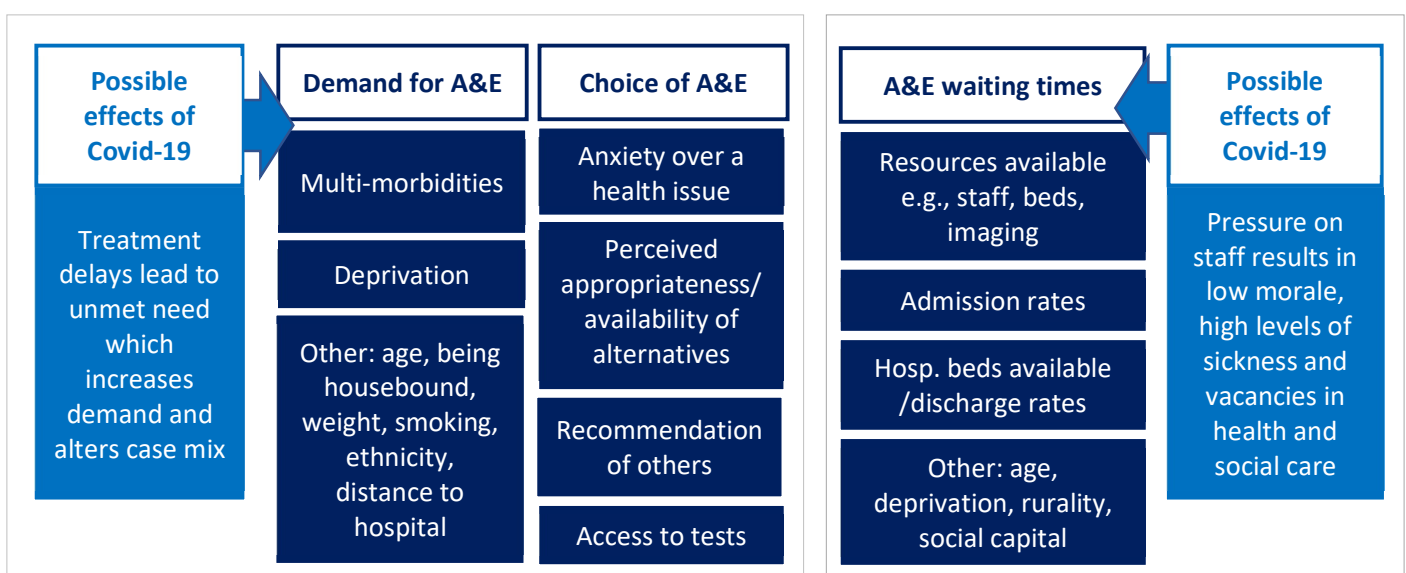 Possible
effects of
Covid-19
Treatment
delays lead to
unmet need
which
increases
demand and
alters case mix
Demand for A&E
Multi-morbidities
Deprivation
Other: age, being
housebound,
weight, smoking,
ethnicity,
distance to
hospital
Choice of A&E
Anxiety over a
health issue
Perceived
appropriateness/
availability of
alternatives
Recommendation
of others
Access to tests
A&E waiting times
Resources available
e.g., staff, beds,
imaging
Admission rates
Hosp. beds available
/discharge rates
Other: age,
deprivation, rurality,
social capital
Possible
effects of
Covid-19
Pressure on
staff results in
low morale,
high levels of
sickness and
vacancies in
health and
social care